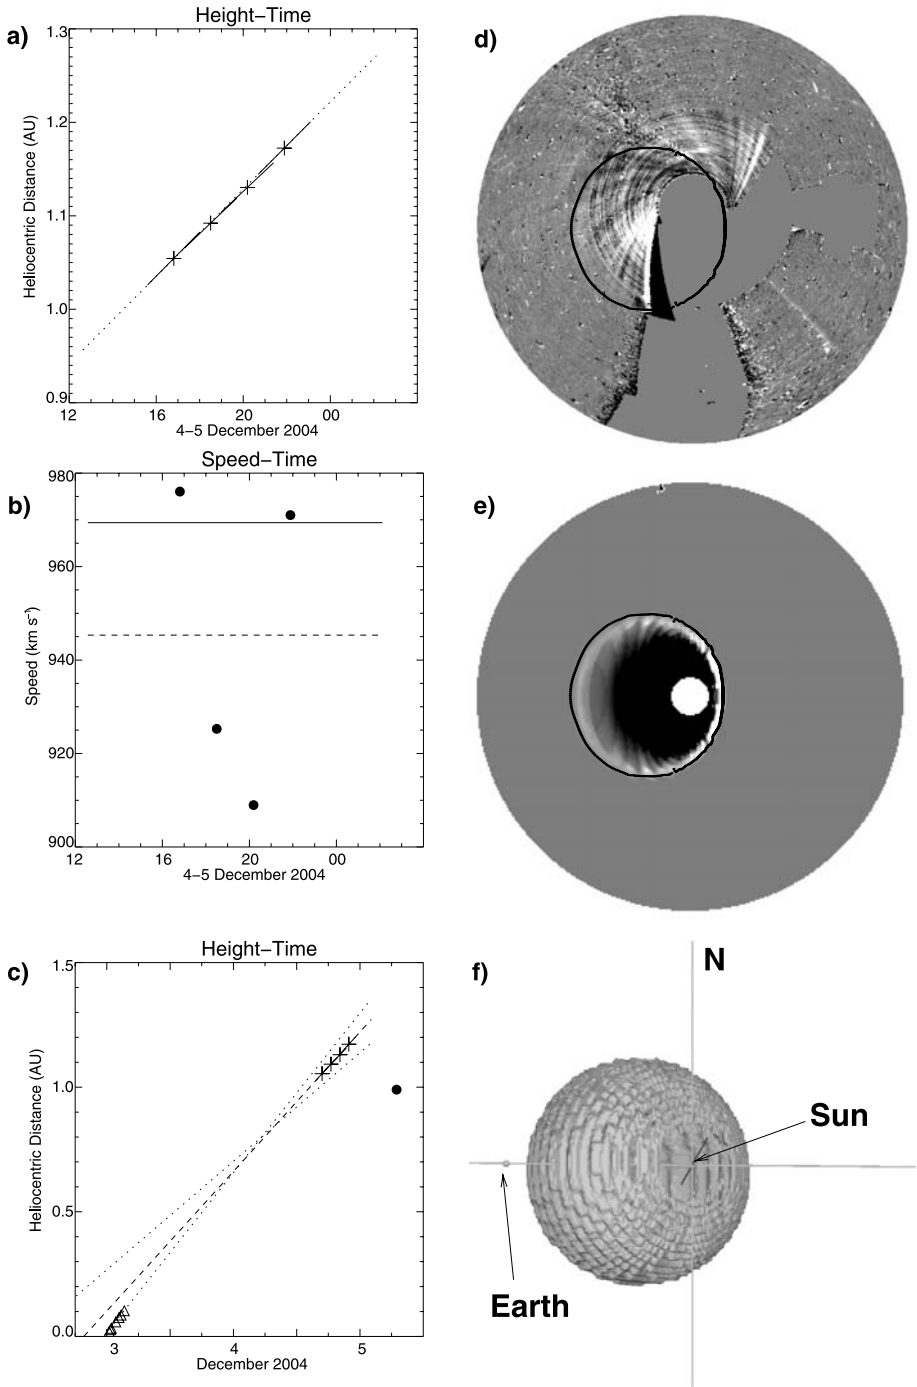 a)
Height–Time
1.3
1.2
1.1
1.0
0.9
Heliocentric Distance (AU)
12 16 20 00
4–5 December 2004
b)
Speed–Time
980
960
940
920
900
Speed (km s⁻¹)
12 16 20 00
4–5 December 2004
c)
Height–Time
1.5
1.0
0.5
0.0
Heliocentric Distance (AU)
3 4 5
December 2004
d)
e)
f)
N
Sun
Earth